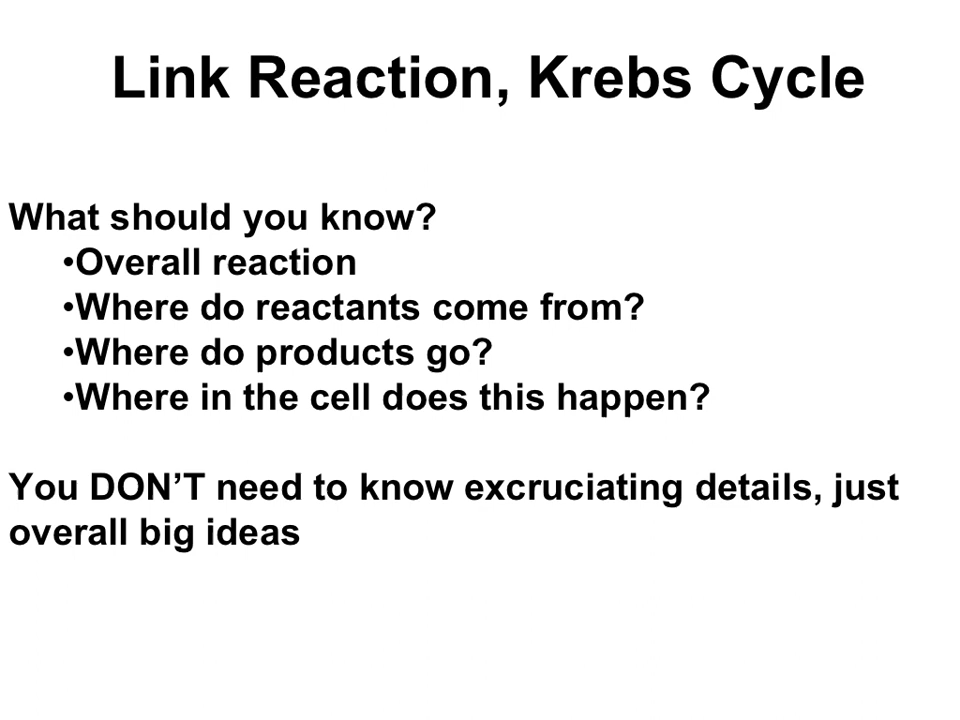 Link Reaction, Krebs Cycle
What should you know?
•Overall reaction
•Where do reactants come from?
•Where do products go?
•Where in the cell does this happen?
You DON’T need to know excruciating details, just
overall big ideas